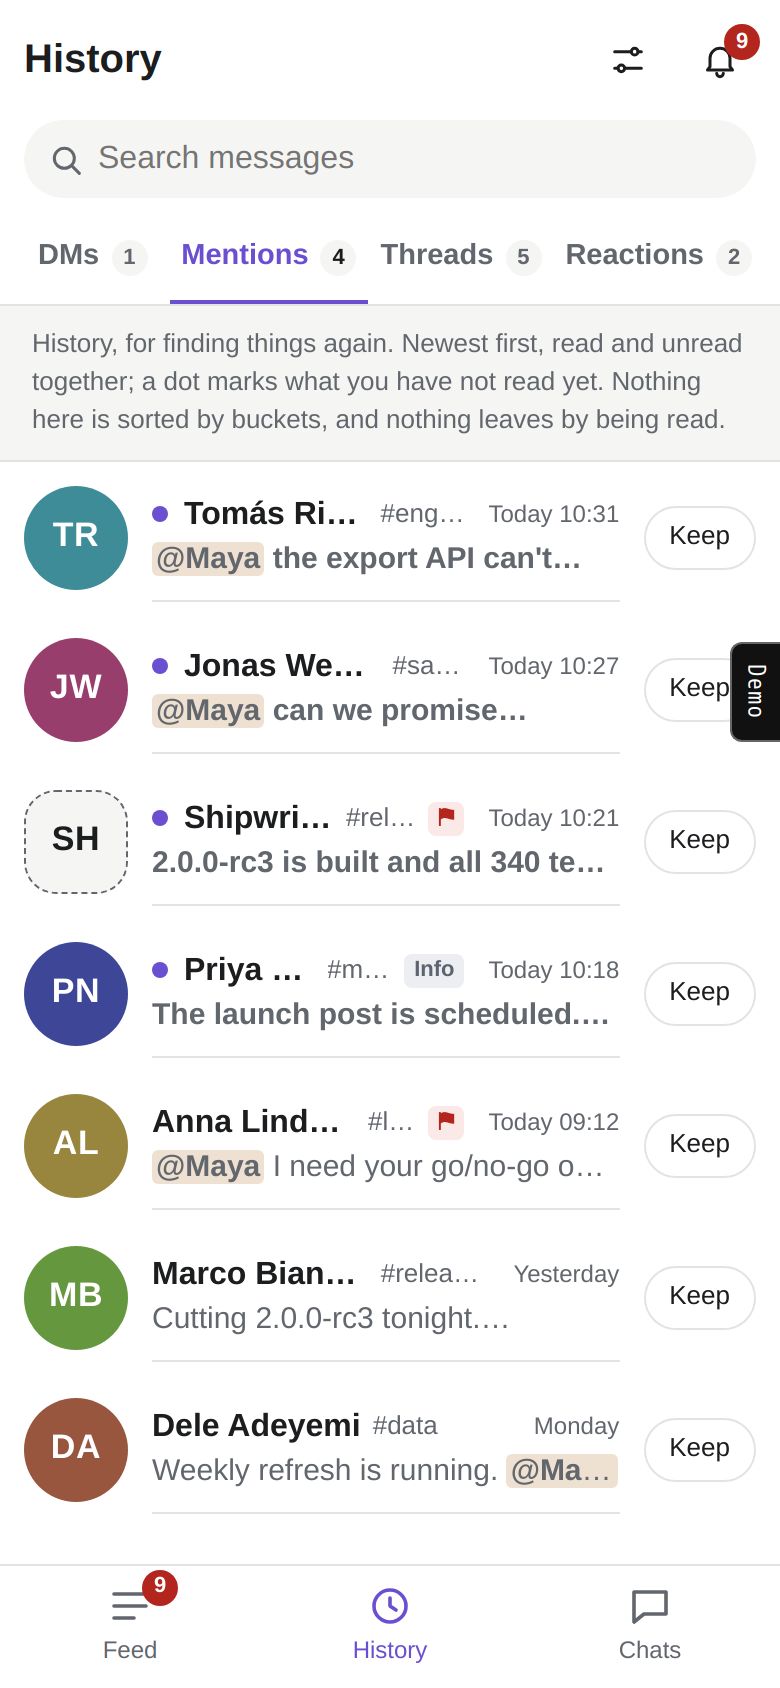 History
9
Search messages
DMs 1 Mentions 4 Threads 5 Reactions 2
History, for finding things again. Newest first, read and unread
together; a dot marks what you have not read yet. Nothing
here is sorted by buckets, and nothing leaves by being read.
TR Tomás Ri… #eng… Today 10:31 Keep
@Maya the export API can't…
JW Jonas We… #sa… Today 10:27 Keep
@Maya can we promise…
Demo
SH Shipwri… #rel… Today 10:21 Keep
2.0.0-rc3 is built and all 340 te…
PN Priya … #m… Info Today 10:18 Keep
The launch post is scheduled.…
AL Anna Lind… #l… Today 09:12 Keep
@Maya I need your go/no-go o…
MB Marco Bian… #relea… Yesterday Keep
Cutting 2.0.0-rc3 tonight.…
DA Dele Adeyemi #data Monday Keep
Weekly refresh is running. @Ma…
9
Feed History Chats